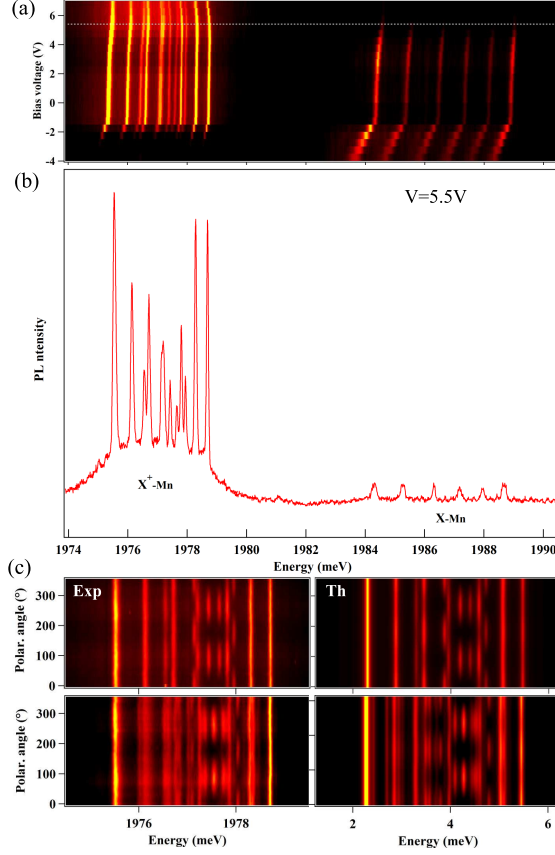 (a)
Bias voltage (V)
6
4
2
0
-2
-4
(b)
V=5.5V
PL ntensity
X+-Mn
X-Mn
1974 1976 1978 1980 1982 1984 1986 1988 1990
Energy (meV)
(c)
Exp
Th
Polar. angle (°)
300
200
100
0
Polar. angle (°)
300
200
100
0
1976 1978
Energy (meV)
2 4 6
Energy (meV)